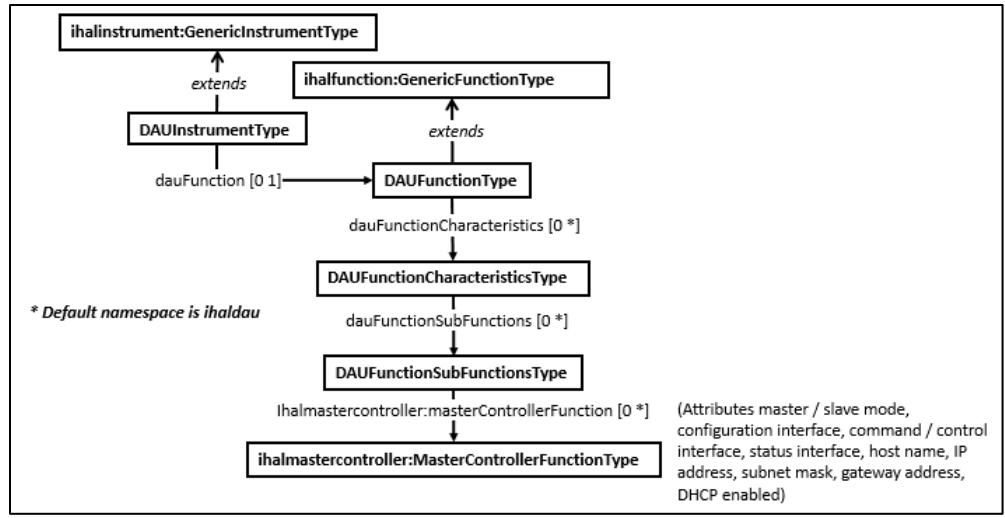 ihalinstrument:GenericInstrumentType
extends
ihalfunction:GenericFunctionType
DAUInstrumentType
extends
dauFunction [0 1]
DAUFunctionType
dauFunctionCharacteristics [0 *]
DAUFunctionCharacteristicsType
* Default namespace is ihaldau
dauFunctionSubFunctions [0 *]
DAUFunctionSubFunctionsType
Ihalmastercontroller:masterControllerFunction [0 *]
ihalmastercontroller:MasterControllerFunctionType
(Attributes master / slave mode,
configuration interface, command / control
interface, status interface, host name, IP
address, subnet mask, gateway address,
DHCP enabled)